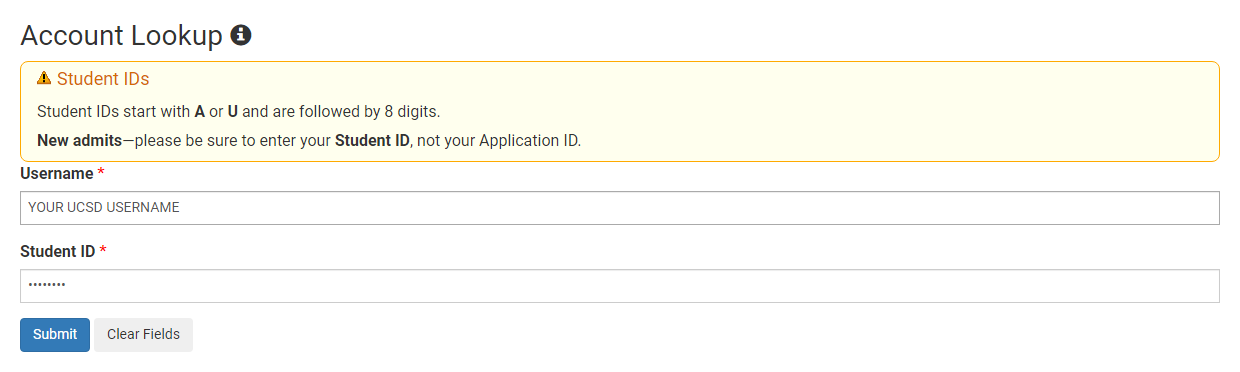 Account Lookup
Student IDs
Student IDs start with A or U and are followed by 8 digits.
New admits—please be sure to enter your Student ID, not your Application ID.
Username *
YOUR UCSD USERNAME
Student ID *
••••••••
Submit Clear Fields